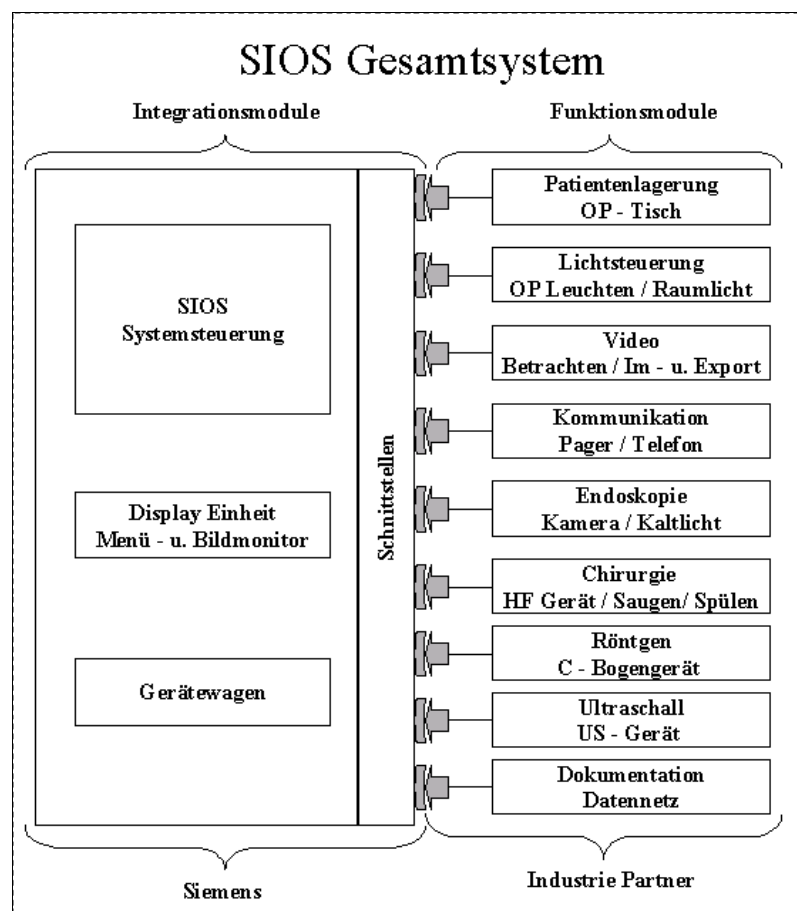 SIOS Gesamtsystem
Integrationsmodule
Funktionsmodule
SIOS
Systemsteuerung
Display Einheit
Menü - u. Bildmonitor
Gerätewagen
Schnittstellen
Patientenlagerung
OP - Tisch
Lichtsteuerung
OP Leuchten / Raumlicht
Video
Betrachten / Im - u. Export
Kommunikation
Pager / Telefon
Endoskopie
Kamera / Kaltlicht
Chirurgie
HF Gerät / Saugen/ Spülen
Röntgen
C - Bogengerät
Ultraschall
US - Gerät
Dokumentation
Datennetz
Siemens
Industrie Partner